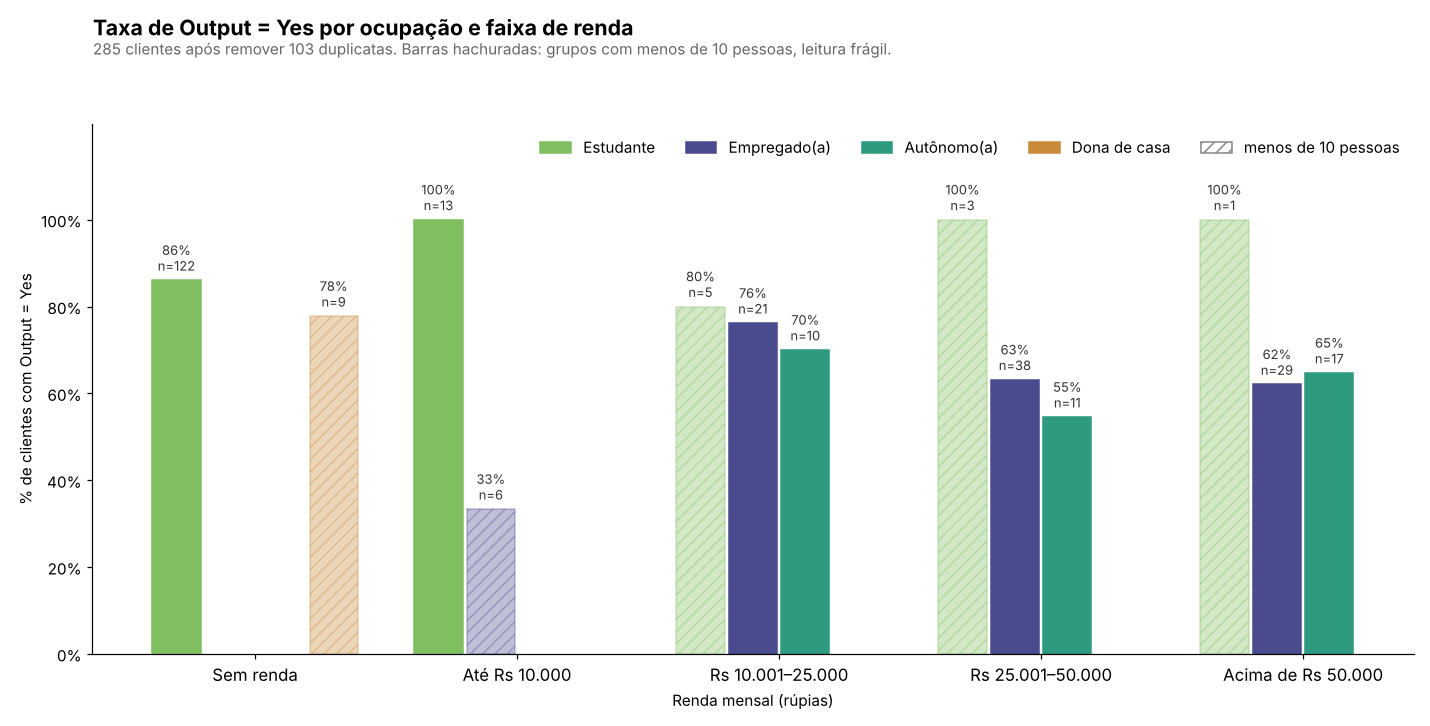 Taxa de Output = Yes por ocupação e faixa de renda
285 clientes após remover 103 duplicatas. Barras hachuradas: grupos com menos de 10 pessoas, leitura frágil.
Estudante
Empregado(a)
Autônomo(a)
Dona de casa
menos de 10 pessoas
% de clientes com Output = Yes
100%
80%
60%
40%
20%
0%
86%
n=122
78%
n=9
100%
n=13
33%
n=6
80%
n=5
76%
n=21
70%
n=10
100%
n=3
63%
n=38
55%
n=11
100%
n=1
62%
n=29
65%
n=17
Sem renda
Até Rs 10.000
Rs 10.001–25.000
Rs 25.001–50.000
Acima de Rs 50.000
Renda mensal (rúpias)